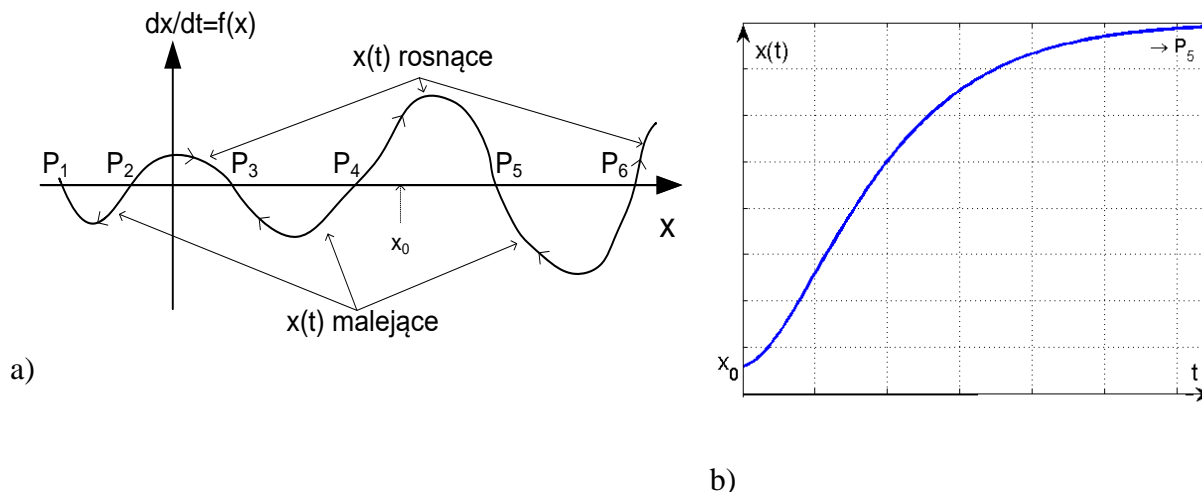 dx/dt=f(x)
x(t) rosnące
P₁ P₂ P₃ P₄ P₅ P₆
x
x₀
x(t) malejące
a)
x(t)
→ P₅
x₀
t
b)